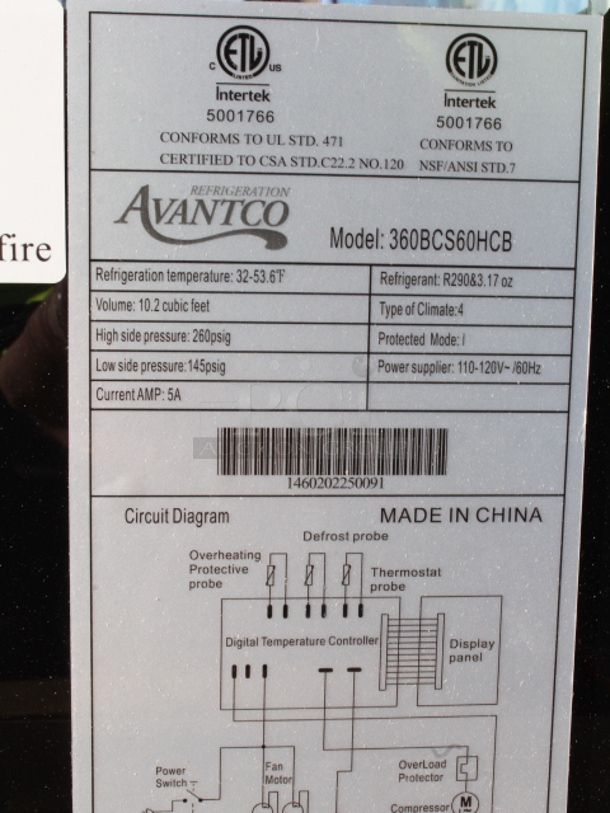 fire
ETL
C US
LISTED
Intertek
5001766
CONFORMS TO UL STD. 471
CERTIFIED TO CSA STD.C22.2 NO.120
ETL
Intertek
5001766
CONFORMS TO
NSF/ANSI STD.7
REFRIGERATION
AVANTCO
Model: 360BCS60HCB
Refrigeration temperature: 32-53.6℉
Refrigerant: R290&3.17 oz
Volume: 10.2 cubic feet
Type of Climate:4
High side pressure: 260psig
Protected Mode: I
Low side pressure:145psig
Power supplier: 110-120V~ /60Hz
Current AMP: 5A
1460202250091
Circuit Diagram
MADE IN CHINA
Defrost probe
Overheating
Protective
probe
Thermostat
probe
Digital Temperature Controller
Display
panel
Power
Switch
Fan
Motor
OverLoad
Protector
Compressor
M